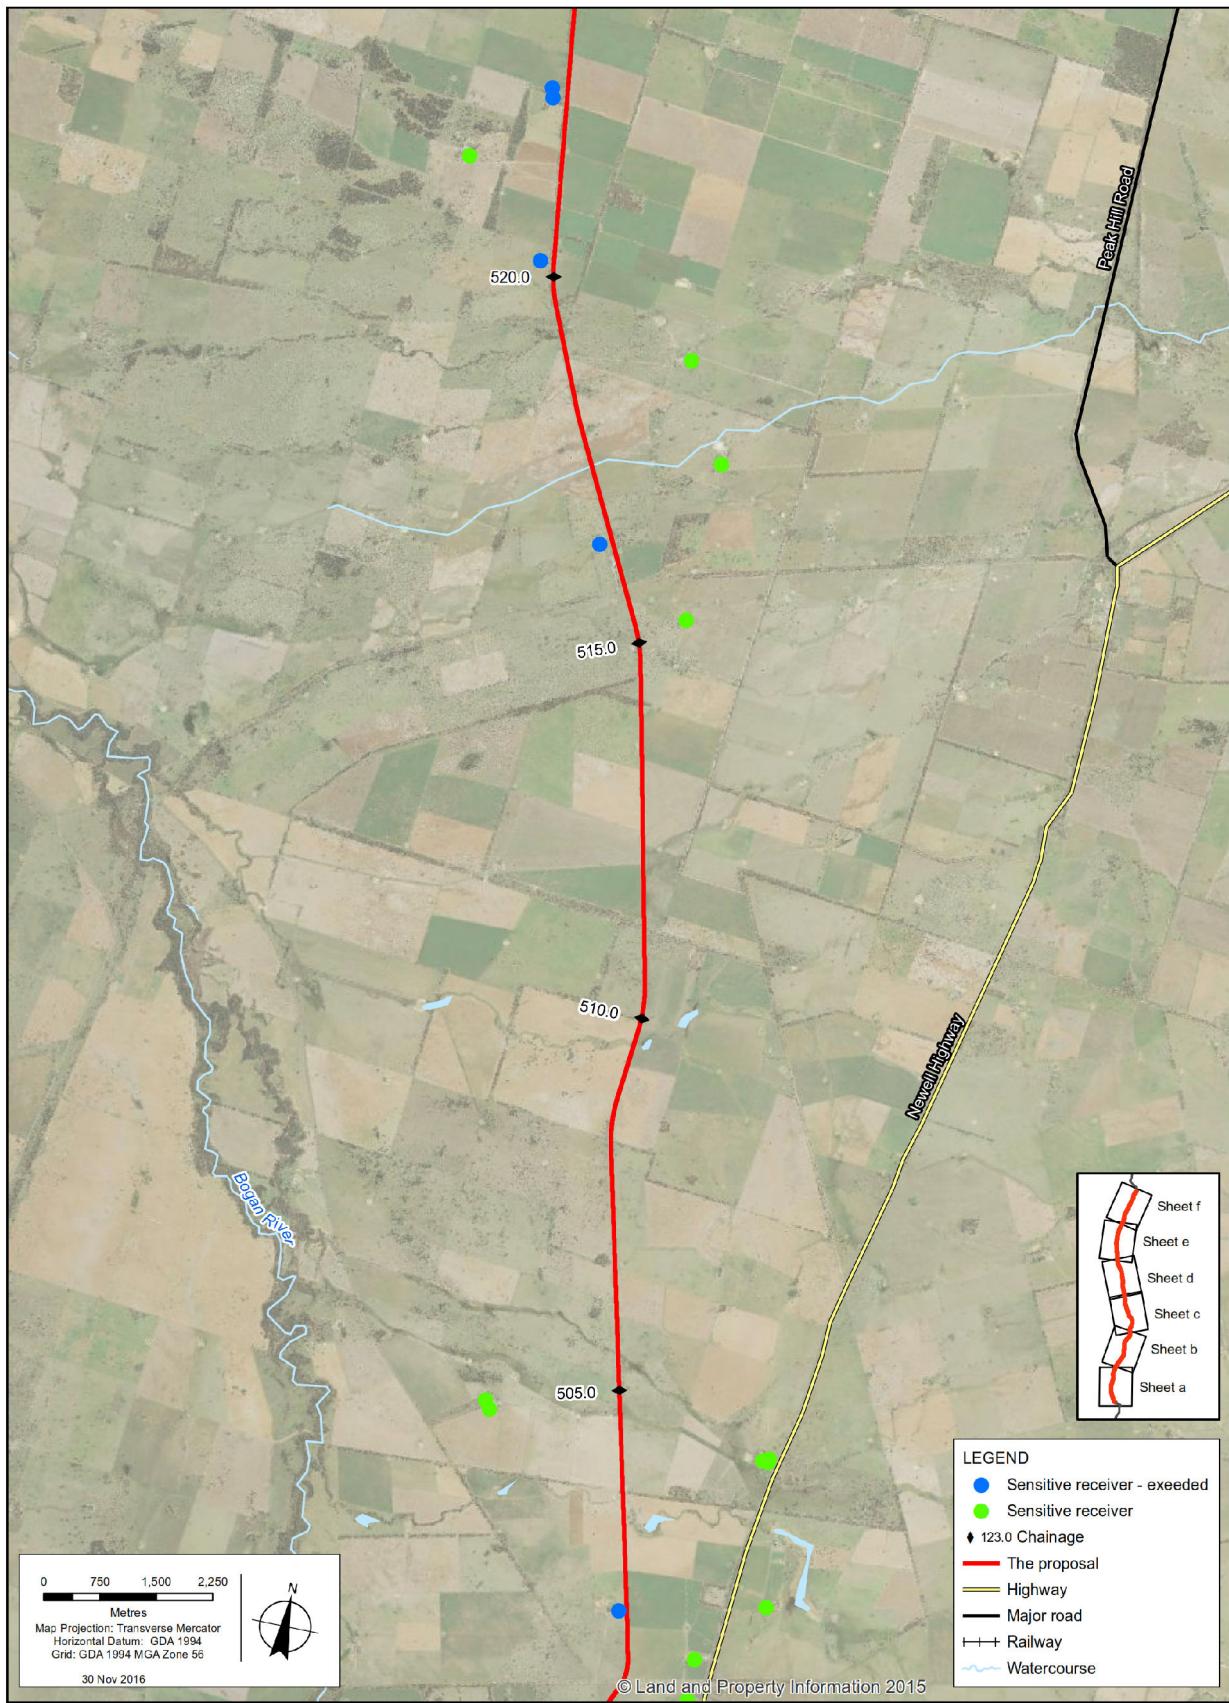 Peak Hill Road
520.0
515.0
510.0
Newell Highway
Bogan River
505.0
Sheet f
Sheet e
Sheet d
Sheet c
Sheet b
Sheet a
LEGEND
Sensitive receiver - exeeded
Sensitive receiver
123.0 Chainage
The proposal
Highway
Major road
Railway
Watercourse
0 750 1,500 2,250
Metres
Map Projection: Transverse Mercator
Horizontal Datum: GDA 1994
Grid: GDA 1994 MGA Zone 56
30 Nov 2016
N
© Land and Property Information 2015